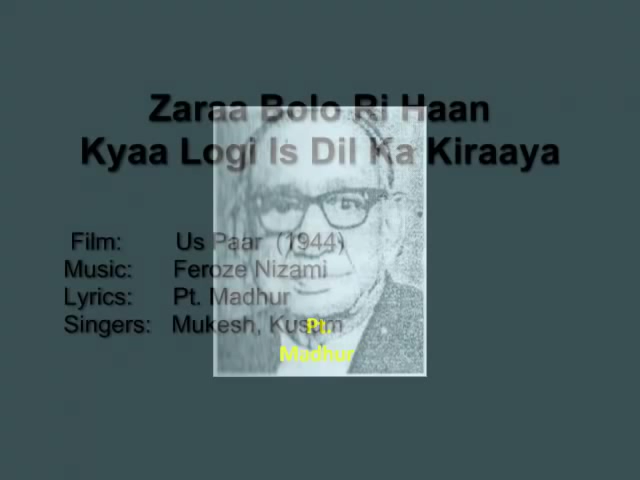 Zaraa Bolo Ri Haan
Kyaa Logi Is Dil Ka Kiraaya
Film: Us Paar (1944)
Music: Feroze Nizami
Lyrics: Pt. Madhur
Singers: Mukesh, Kusum
Pt.
Madhur